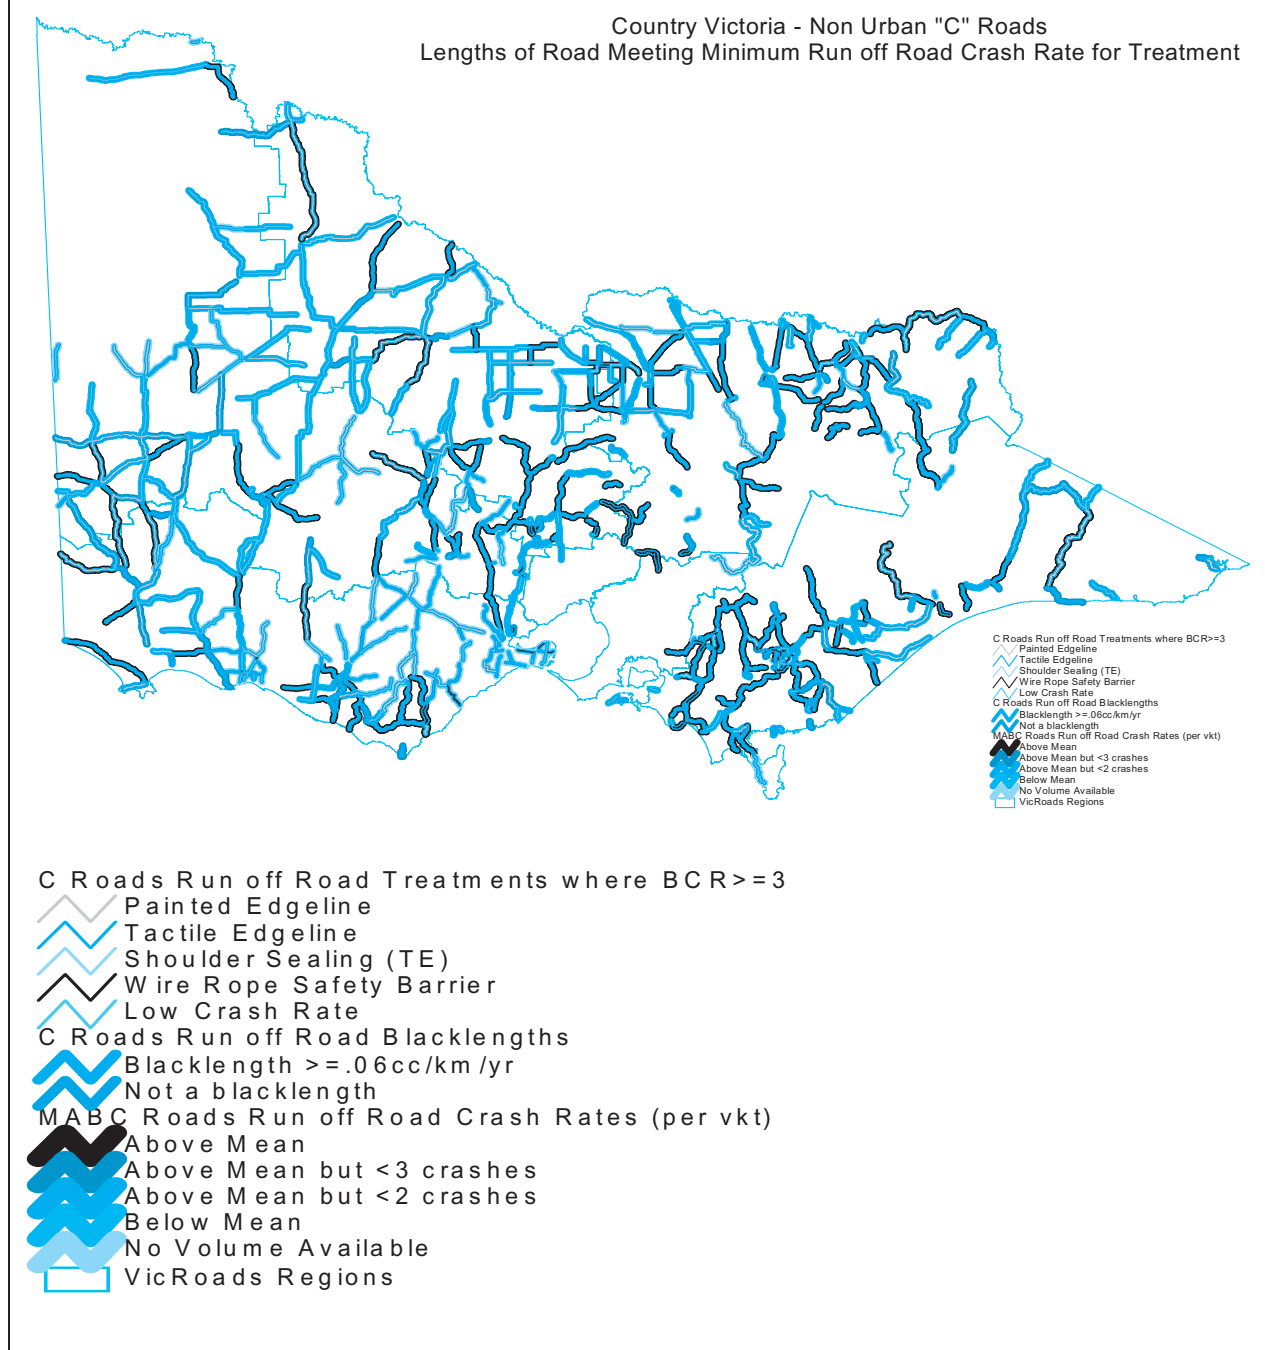 Country Victoria - Non Urban "C" Roads
Lengths of Road Meeting Minimum Run off Road Crash Rate for Treatment
C Roads Run off Road Treatments where BCR>=3
Painted Edgeline
Tactile Edgeline
Shoulder Sealing (TE)
Wire Rope Safety Barrier
Low Crash Rate
C Roads Run off Road Blacklengths
Blacklength >=.06cc/km/yr
Not a blacklength
MABC Roads Run off Road Crash Rates (per vkt)
Above Mean
Above Mean but <3 crashes
Above Mean but <2 crashes
Below Mean
No Volume Available
VicRoads Regions
C Roads Run off Road Treatments where BCR>=3
Painted Edgeline
Tactile Edgeline
Shoulder Sealing (TE)
Wire Rope Safety Barrier
Low Crash Rate
C Roads Run off Road Blacklengths
Blacklength >=.06cc/km/yr
Not a blacklength
MABC Roads Run off Road Crash Rates (per vkt)
Above Mean
Above Mean but <3 crashes
Above Mean but <2 crashes
Below Mean
No Volume Available
VicRoads Regions